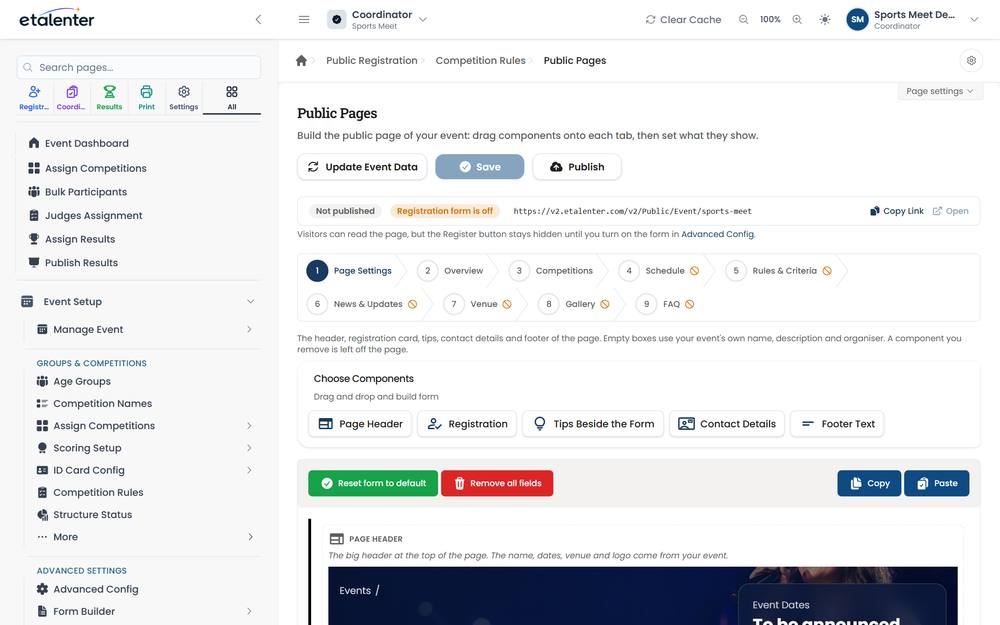 etalenter
Coordinator
Sports Meet
Clear Cache
100%
SM
Sports Meet De...
Coordinator
Search pages...
Registr...
Coordi...
Results
Print
Settings
All
Event Dashboard
Assign Competitions
Bulk Participants
Judges Assignment
Assign Results
Publish Results
Event Setup
Manage Event
GROUPS & COMPETITIONS
Age Groups
Competition Names
Assign Competitions
Scoring Setup
ID Card Config
Competition Rules
Structure Status
More
ADVANCED SETTINGS
Advanced Config
Form Builder
Public Registration
Competition Rules
Public Pages
Page settings
Public Pages
Build the public page of your event: drag components onto each tab, then set what they show.
Update Event Data
Save
Publish
Not published
Registration form is off
https://v2.etalenter.com/v2/Public/Event/sports-meet
Copy Link
Open
Visitors can read the page, but the Register button stays hidden until you turn on the form in Advanced Config.
1 Page Settings
2 Overview
3 Competitions
4 Schedule
5 Rules & Criteria
6 News & Updates
7 Venue
8 Gallery
9 FAQ
The header, registration card, tips, contact details and footer of the page. Empty boxes use your event's own name, description and organiser. A component you
remove is left off the page.
Choose Components
Drag and drop and build form
Page Header
Registration
Tips Beside the Form
Contact Details
Footer Text
Reset form to default
Remove all fields
Copy
Paste
PAGE HEADER
The big header at the top of the page. The name, dates, venue and logo come from your event.
Events /
Event Dates
To be announced